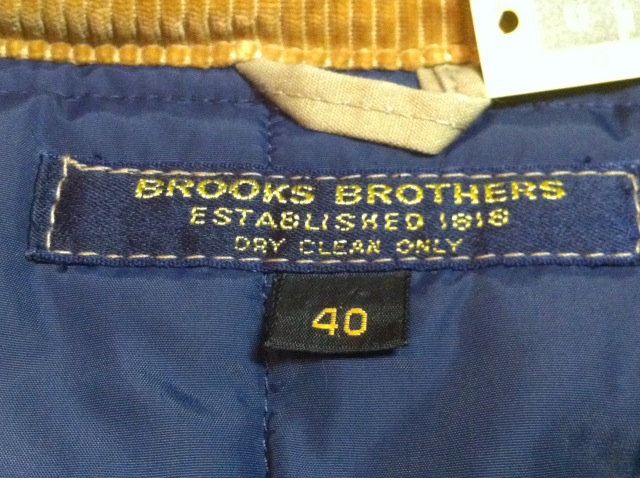 BROOKS BROTHERS
ESTABLISHED 1818
DRY CLEAN ONLY
40